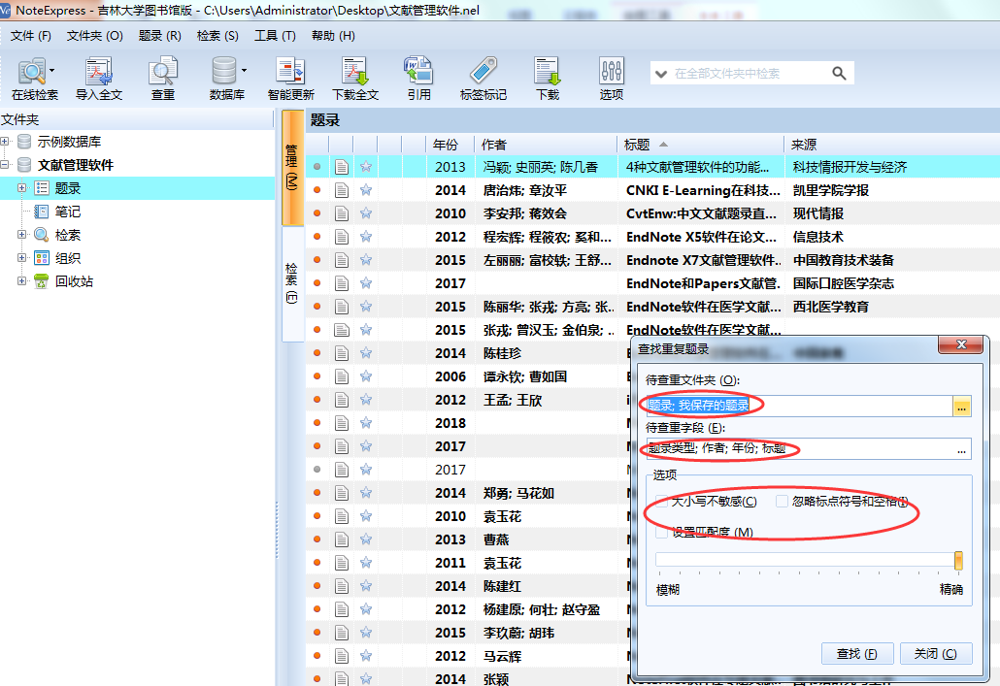 NoteExpress - 吉林大学图书馆版 - C:\Users\Administrator\Desktop\文献管理软件.nel
文件 (F) 文件夹 (O) 题录 (R) 检索 (S) 工具 (T) 帮助 (H)
在线检索 导入全文 查重 数据库 智能更新 下载全文 引用 标签标记 下载 选项 在全部文件夹中检索
文件夹
示例数据库
文献管理软件
题录
笔记
检索
组织
回收站
管理 (M)
检索 (E)
题录
年份 作者 标题 来源
2013 冯颖; 史丽英; 陈几香 4种文献管理软件的功能... 科技情报开发与经济
2014 唐治炜; 章汝平 CNKI E-Learning在科技... 凯里学院学报
2010 李安邦; 蒋效会 CvtEnw:中文文献题录直... 现代情报
2012 程宏辉; 程筱农; 奚和... EndNote X5软件在论文... 信息技术
2015 左丽丽; 富校轶; 王舒... Endnote X7文献管理软件.. 中国教育技术装备
2017 EndNote和Papers文献管. 国际口腔医学杂志
2015 陈丽华; 张戎; 方亮; 张.. EndNote软件在医学文献... 西北医学教育
2015 张戎; 曾汉玉; 金伯泉; .. EndNote软件在医学文献...
2014 陈桂珍
2006 谭永钦; 曹如国
2012 王孟; 王欣
2018
2017
2017
2014 郑勇; 马花如
2010 袁玉花
2013 曹燕
2011 袁玉花
2014 陈建红
2012 杨建原; 何壮; 赵守盈
2015 李玖蔚; 胡玮
2012 马云辉
2014 张颖
查找重复题录
待查重文件夹 (O):
题录; 我保存的题录 ...
待查重字段 (E):
题录类型; 作者; 年份; 标题 ...
选项
大小写不敏感(C) 忽略标点符号和空格(I)
设置匹配度 (M)
模糊 精确
查找 (F) 关闭 (C)